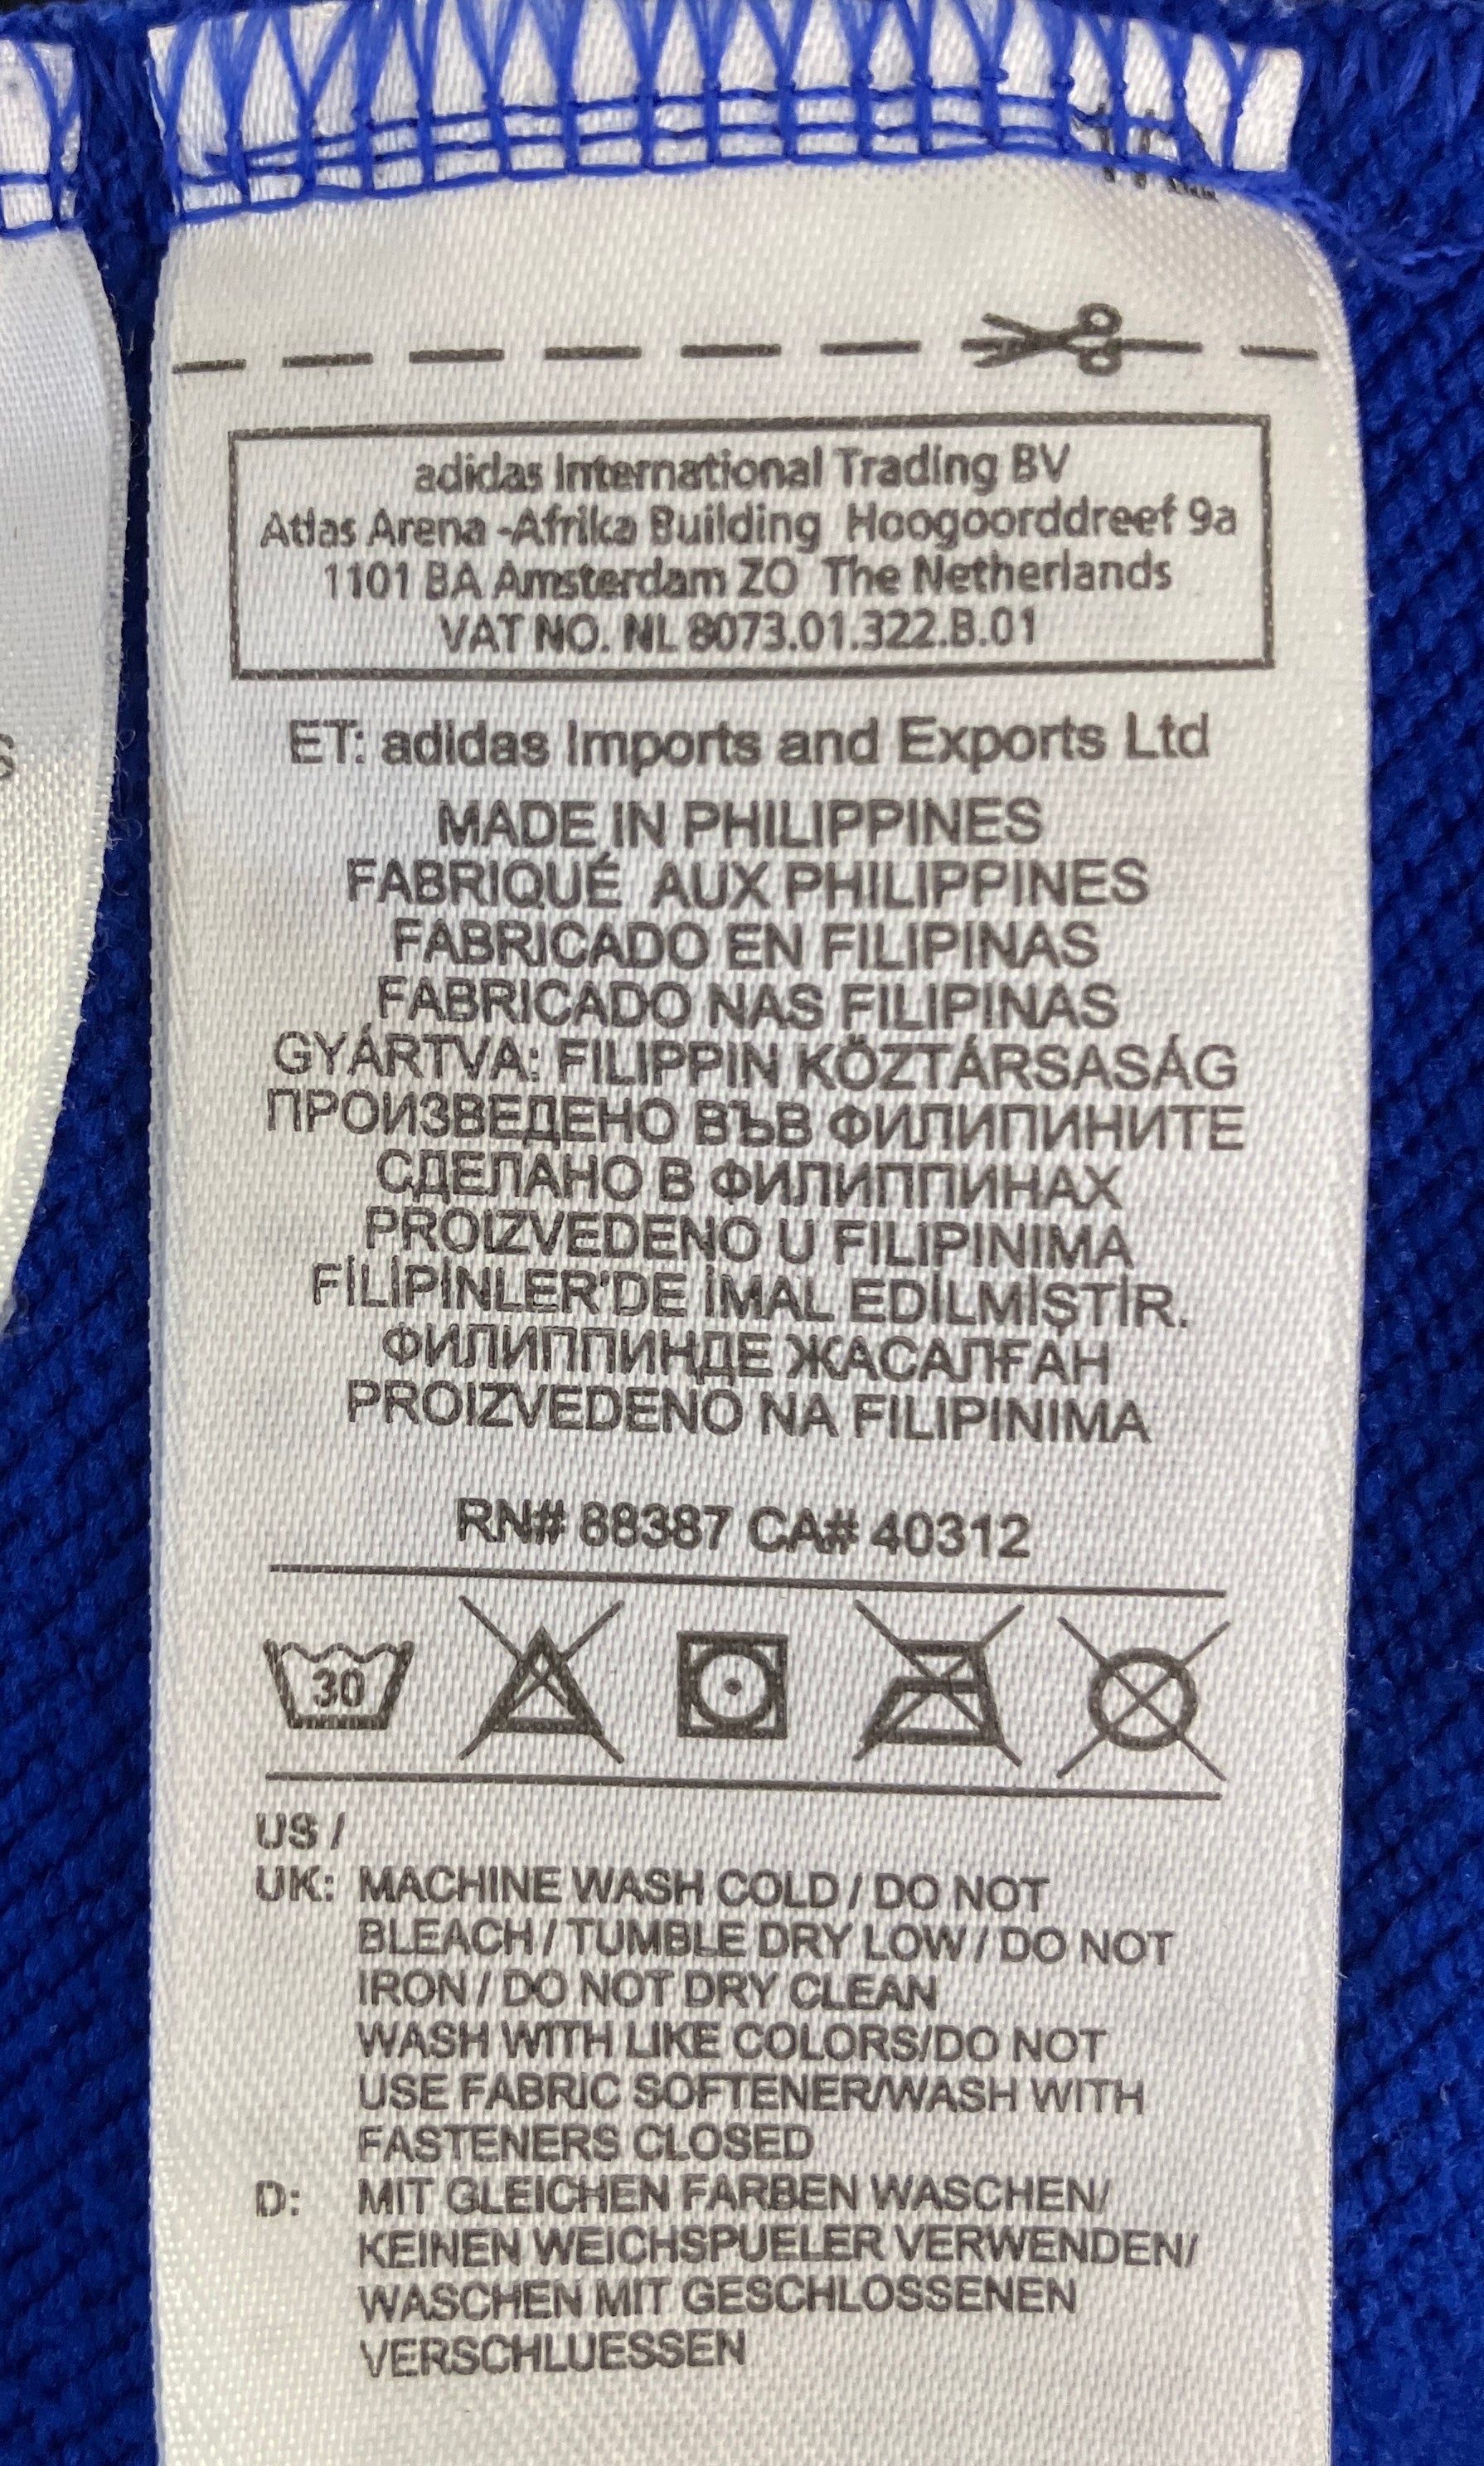 adidas International Trading BV
Atlas Arena -Afrika Building Hoogoorddreef 9a
1101 BA Amsterdam ZO The Netherlands
VAT NO. NL 8073.01.322.B.01
ET: adidas Imports and Exports Ltd
MADE IN PHILIPPINES
FABRIQUÉ AUX PHILIPPINES
FABRICADO EN FILIPINAS
FABRICADO NAS FILIPINAS
GYÁRTVA: FILIPPIN KÖZTÁRSASÁG
ПРОИЗВЕДЕНО ВЪВ ФИЛИПИНИТЕ
СДЕЛАНО В ФИЛИППИНАХ
PROIZVEDENO U FILIPINIMA
FİLİPİNLER'DE İMAL EDİLMİŞTİR.
ФИЛИППИНДЕ ЖАСАЛҒАН
PROIZVEDENO NA FILIPINIMA
RN# 88387 CA# 40312
30
US /
UK: MACHINE WASH COLD / DO NOT
BLEACH / TUMBLE DRY LOW / DO NOT
IRON / DO NOT DRY CLEAN
WASH WITH LIKE COLORS/DO NOT
USE FABRIC SOFTENER/WASH WITH
FASTENERS CLOSED
D: MIT GLEICHEN FARBEN WASCHEN/
KEINEN WEICHSPUELER VERWENDEN/
WASCHEN MIT GESCHLOSSENEN
VERSCHLUESSEN